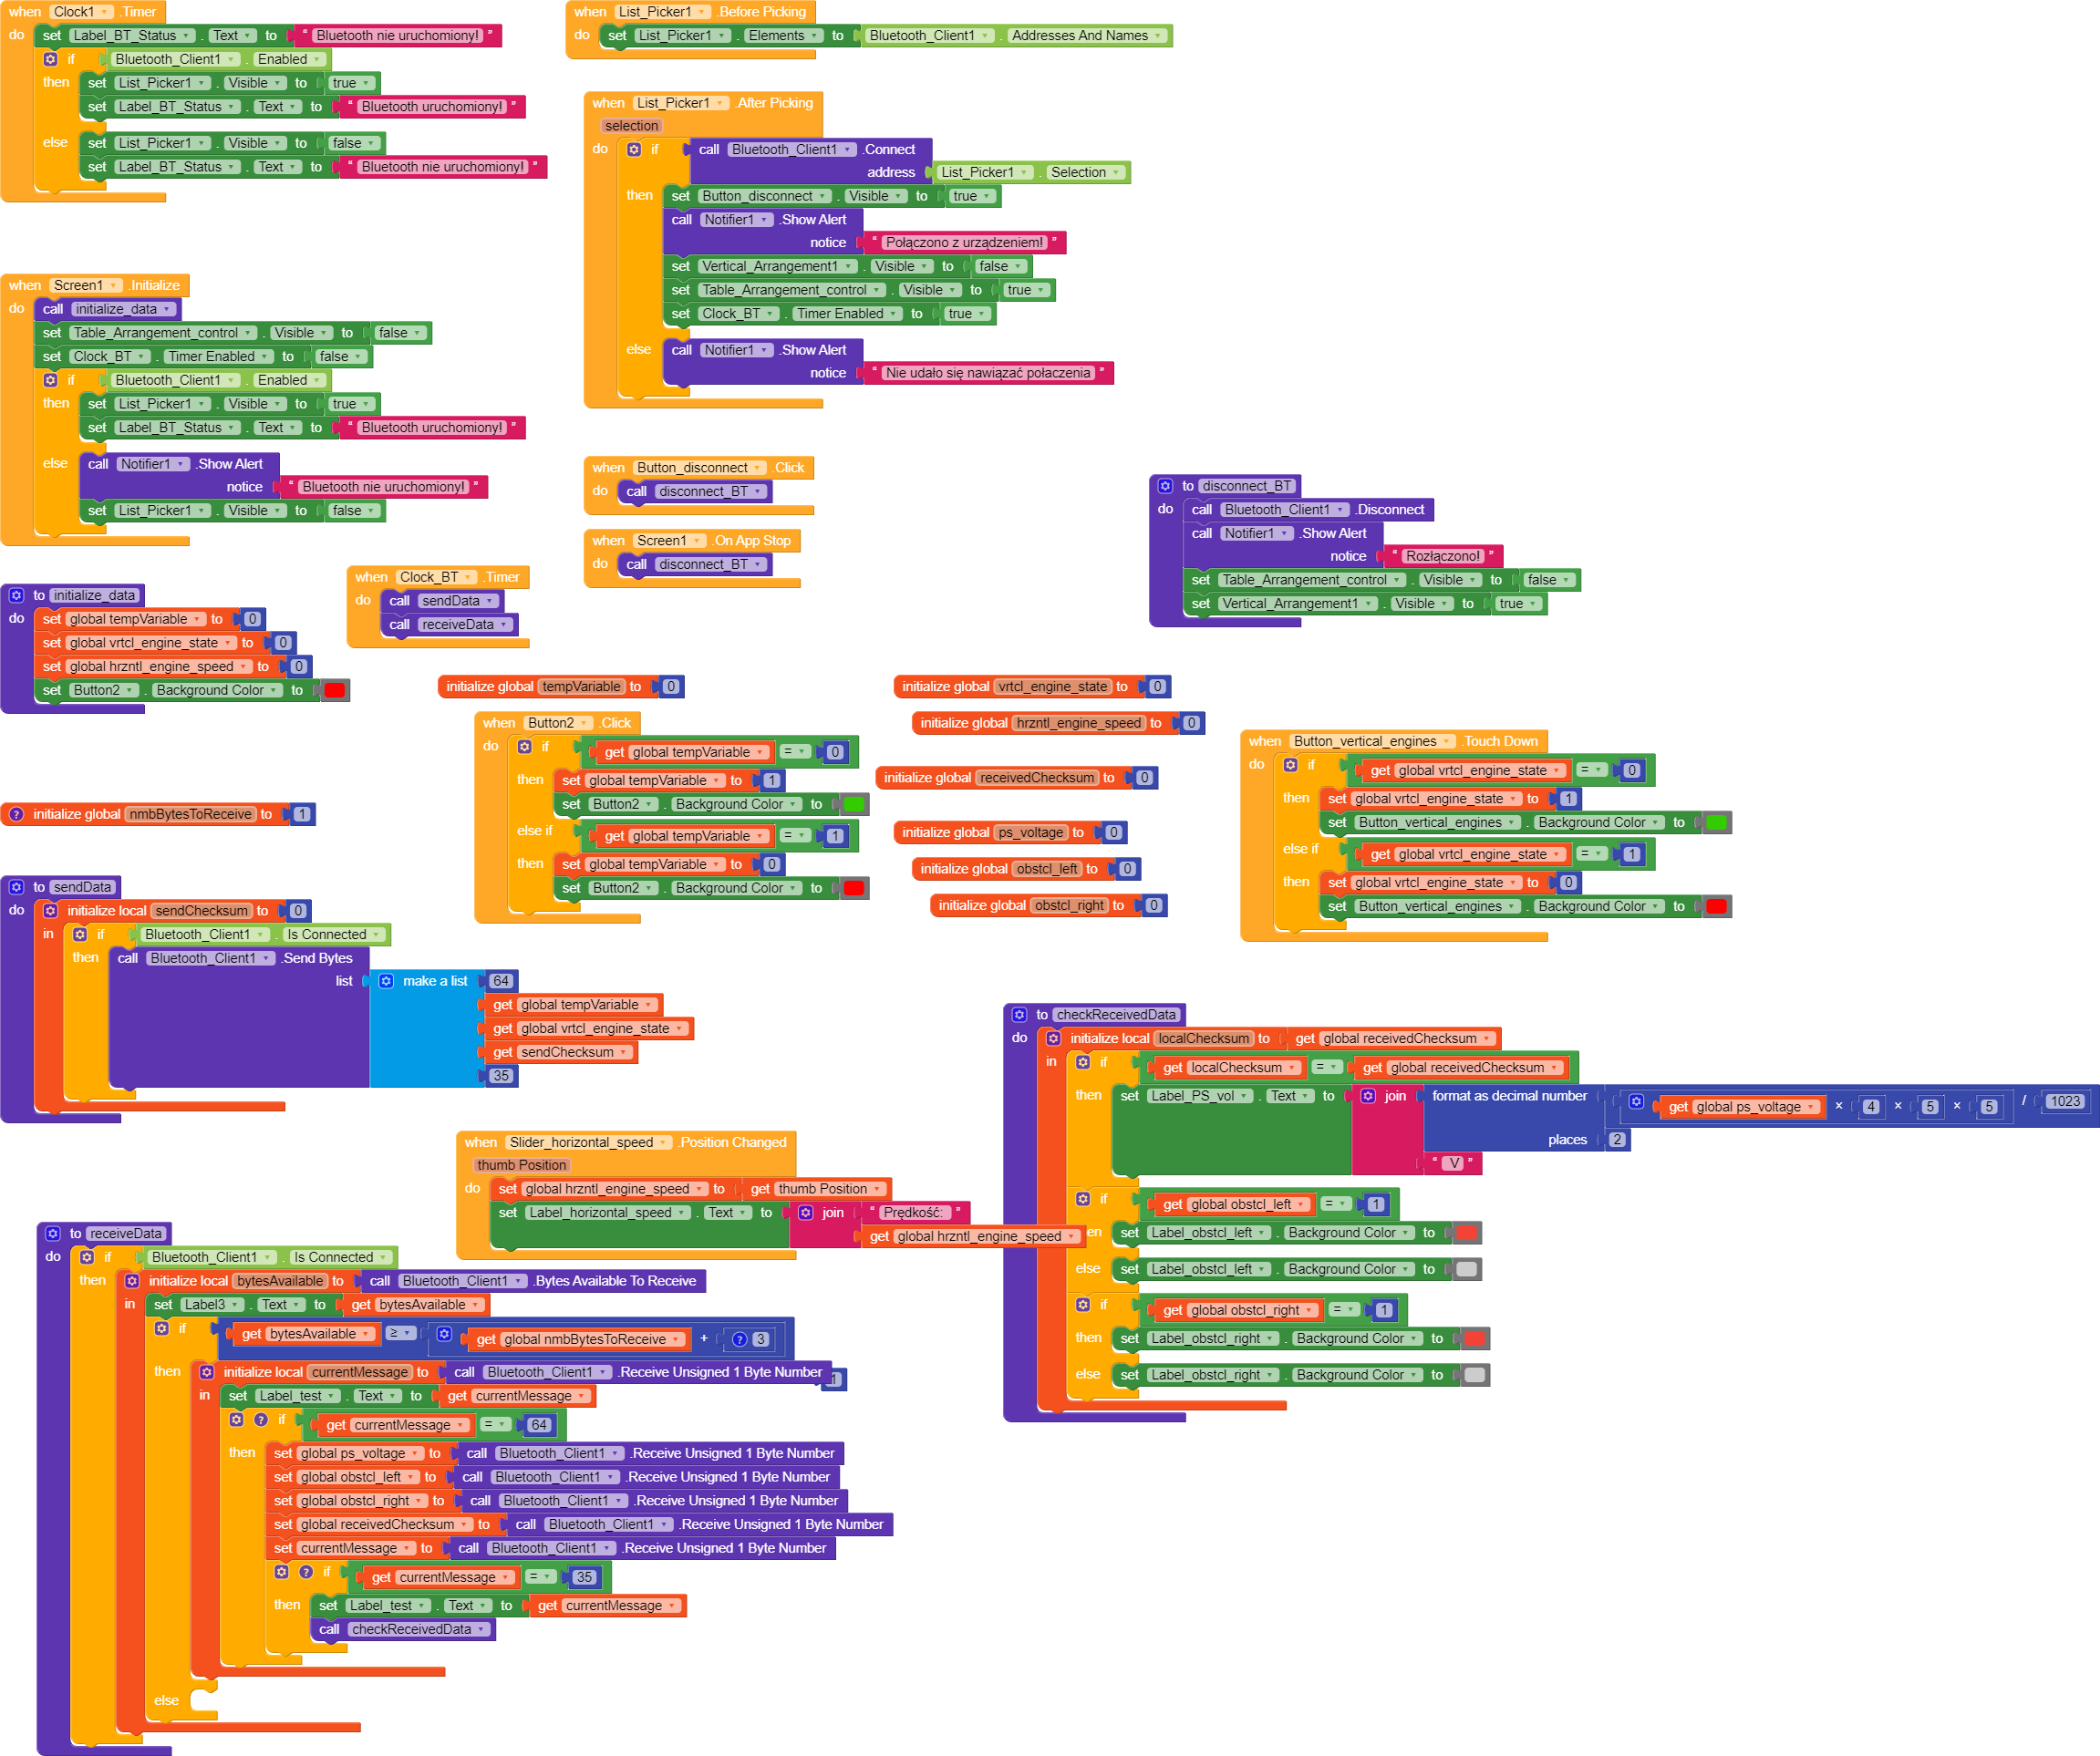 when Clock1 .Timer
do set Label_BT_Status . Text to “ Bluetooth nie uruchomiony! ”
if Bluetooth_Client1 . Enabled
then set List_Picker1 . Visible to true
set Label_BT_Status . Text to “ Bluetooth uruchomiony! ”
else set List_Picker1 . Visible to false
set Label_BT_Status . Text to “ Bluetooth nie uruchomiony! ”
when List_Picker1 .Before Picking
do set List_Picker1 . Elements to Bluetooth_Client1 . Addresses And Names
when List_Picker1 .After Picking
selection
do if call Bluetooth_Client1 .Connect
address List_Picker1 . Selection
then set Button_disconnect . Visible to true
call Notifier1 .Show Alert
notice “ Połączono z urządzeniem! ”
set Vertical_Arrangement1 . Visible to false
set Table_Arrangement_control . Visible to true
set Clock_BT . Timer Enabled to true
else call Notifier1 .Show Alert
notice “ Nie udało się nawiązać połaczenia ”
when Screen1 .Initialize
do call initialize_data
set Table_Arrangement_control . Visible to false
set Clock_BT . Timer Enabled to false
if Bluetooth_Client1 . Enabled
then set List_Picker1 . Visible to true
set Label_BT_Status . Text to “ Bluetooth uruchomiony! ”
else call Notifier1 .Show Alert
notice “ Bluetooth nie uruchomiony! ”
set List_Picker1 . Visible to false
when Button_disconnect .Click
do call disconnect_BT
when Screen1 .On App Stop
do call disconnect_BT
to disconnect_BT
do call Bluetooth_Client1 .Disconnect
call Notifier1 .Show Alert
notice “ Rozłączono! ”
set Table_Arrangement_control . Visible to false
set Vertical_Arrangement1 . Visible to true
to initialize_data
do set global tempVariable to 0
set global vrtcl_engine_state to 0
set global hrzntl_engine_speed to 0
set Button2 . Background Color to
when Clock_BT .Timer
do call sendData
call receiveData
initialize global tempVariable to 0
initialize global vrtcl_engine_state to 0
initialize global hrzntl_engine_speed to 0
initialize global receivedChecksum to 0
initialize global ps_voltage to 0
initialize global obstcl_left to 0
initialize global obstcl_right to 0
when Button2 .Click
do if get global tempVariable = 0
then set global tempVariable to 1
set Button2 . Background Color to
else if get global tempVariable = 1
then set global tempVariable to 0
set Button2 . Background Color to
when Button_vertical_engines .Touch Down
do if get global vrtcl_engine_state = 0
then set global vrtcl_engine_state to 1
set Button_vertical_engines . Background Color to
else if get global vrtcl_engine_state = 1
then set global vrtcl_engine_state to 0
set Button_vertical_engines . Background Color to
? initialize global nmbBytesToReceive to 1
to sendData
do initialize local sendChecksum to 0
in if Bluetooth_Client1 . Is Connected
then call Bluetooth_Client1 .Send Bytes
list make a list 64
get global tempVariable
get global vrtcl_engine_state
get sendChecksum
35
to checkReceivedData
do initialize local localChecksum to get global receivedChecksum
in if get localChecksum = get global receivedChecksum
then set Label_PS_vol . Text to join format as decimal number get global ps_voltage × 4 × 5 × 5 / 1023
places 2
“ V ”
if get global obstcl_left = 1
en set Label_obstcl_left . Background Color to
else set Label_obstcl_left . Background Color to
if get global obstcl_right = 1
then set Label_obstcl_right . Background Color to
else set Label_obstcl_right . Background Color to
when Slider_horizontal_speed .Position Changed
thumb Position
do set global hrzntl_engine_speed to get thumb Position
set Label_horizontal_speed . Text to join “ Prędkość: ”
get global hrzntl_engine_speed
to receiveData
do if Bluetooth_Client1 . Is Connected
then initialize local bytesAvailable to call Bluetooth_Client1 .Bytes Available To Receive
in set Label3 . Text to get bytesAvailable
if get bytesAvailable ≥ get global nmbBytesToReceive + ? 3
then initialize local currentMessage to call Bluetooth_Client1 .Receive Unsigned 1 Byte Number 1
in set Label_test . Text to get currentMessage
? if get currentMessage = 64
then set global ps_voltage to call Bluetooth_Client1 .Receive Unsigned 1 Byte Number
set global obstcl_left to call Bluetooth_Client1 .Receive Unsigned 1 Byte Number
set global obstcl_right to call Bluetooth_Client1 .Receive Unsigned 1 Byte Number
set global receivedChecksum to call Bluetooth_Client1 .Receive Unsigned 1 Byte Number
set currentMessage to call Bluetooth_Client1 .Receive Unsigned 1 Byte Number
? if get currentMessage = 35
then set Label_test . Text to get currentMessage
call checkReceivedData
else